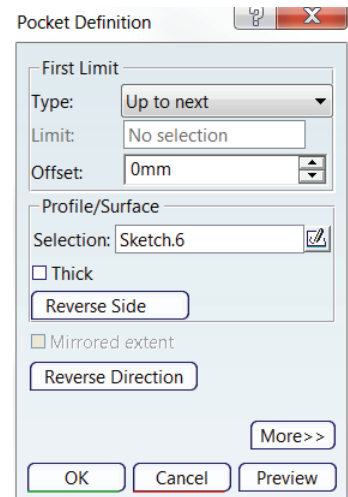 Pocket Definition
First Limit
Type: Up to next
Limit: No selection
Offset: 0mm
Profile/Surface
Selection: Sketch.6
Thick
Reverse Side
Mirrored extent
Reverse Direction
More>>
OK Cancel Preview